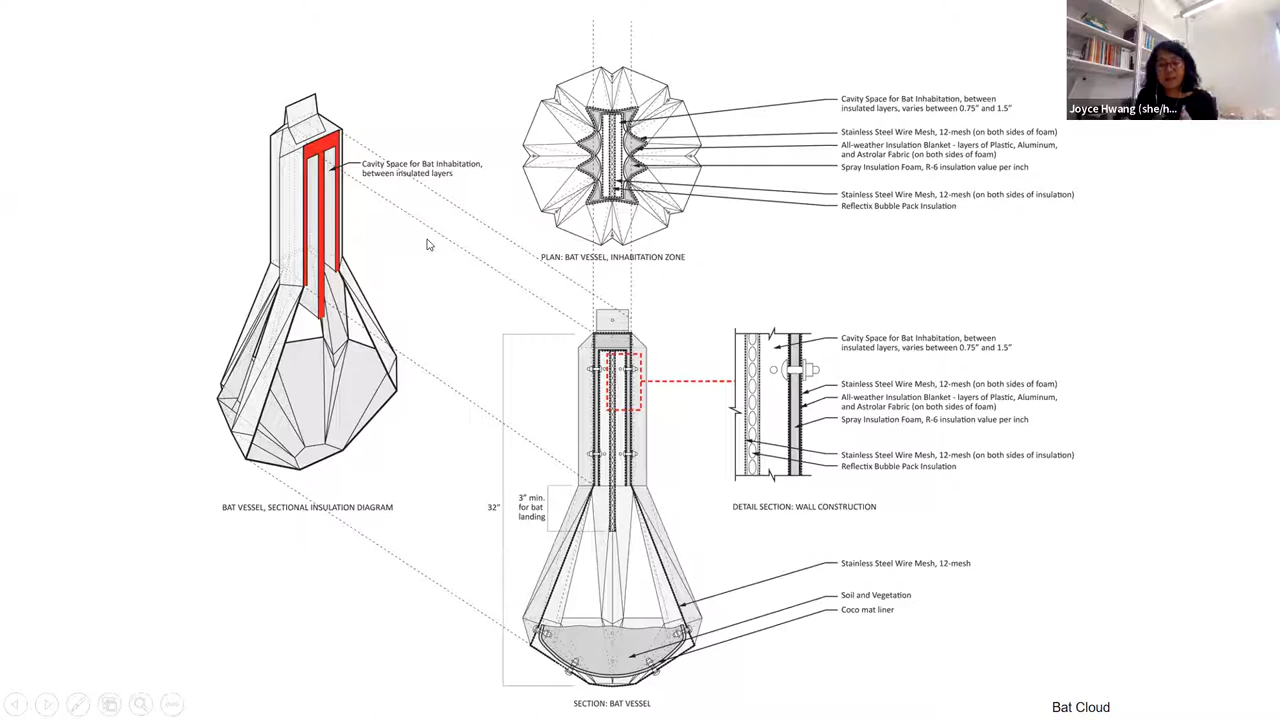 Joyce Hwang (she/h...
Cavity Space for Bat Inhabitation,
between insulated layers
BAT VESSEL, SECTIONAL INSULATION DIAGRAM
Cavity Space for Bat Inhabitation, between
insulated layers, varies between 0.75” and 1.5”
Stainless Steel Wire Mesh, 12-mesh (on both sides of foam)
All-weather Insulation Blanket - layers of Plastic, Aluminum,
and Astrolar Fabric (on both sides of foam)
Spray Insulation Foam, R-6 insulation value per inch
Stainless Steel Wire Mesh, 12-mesh (on both sides of insulation)
Reflectix Bubble Pack Insulation
PLAN: BAT VESSEL, INHABITATION ZONE
Cavity Space for Bat Inhabitation, between
insulated layers, varies between 0.75” and 1.5”
Stainless Steel Wire Mesh, 12-mesh (on both sides of foam)
All-weather Insulation Blanket - layers of Plastic, Aluminum,
and Astrolar Fabric (on both sides of foam)
Spray Insulation Foam, R-6 insulation value per inch
Stainless Steel Wire Mesh, 12-mesh (on both sides of insulation)
Reflectix Bubble Pack Insulation
DETAIL SECTION: WALL CONSTRUCTION
32”
3” min.
for bat
landing
Stainless Steel Wire Mesh, 12-mesh
Soil and Vegetation
Coco mat liner
SECTION: BAT VESSEL
Bat Cloud